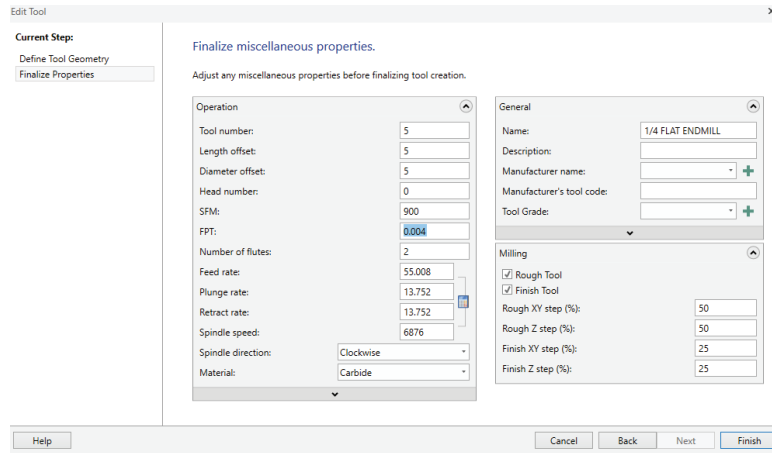 Edit Tool
Current Step:
Define Tool Geometry
Finalize Properties
Finalize miscellaneous properties.
Adjust any miscellaneous properties before finalizing tool creation.
Operation
Tool number: 5
Length offset: 5
Diameter offset: 5
Head number: 0
SFM: 900
FPT: 0.004
Number of flutes: 2
Feed rate: 55.008
Plunge rate: 13.752
Retract rate: 13.752
Spindle speed: 6876
Spindle direction: Clockwise
Material: Carbide
General
Name: 1/4 FLAT ENDMILL
Description:
Manufacturer name:
Manufacturer's tool code:
Tool Grade:
Milling
Rough Tool
Finish Tool
Rough XY step (%): 50
Rough Z step (%): 50
Finish XY step (%): 25
Finish Z step (%): 25
Help
Cancel Back Next Finish